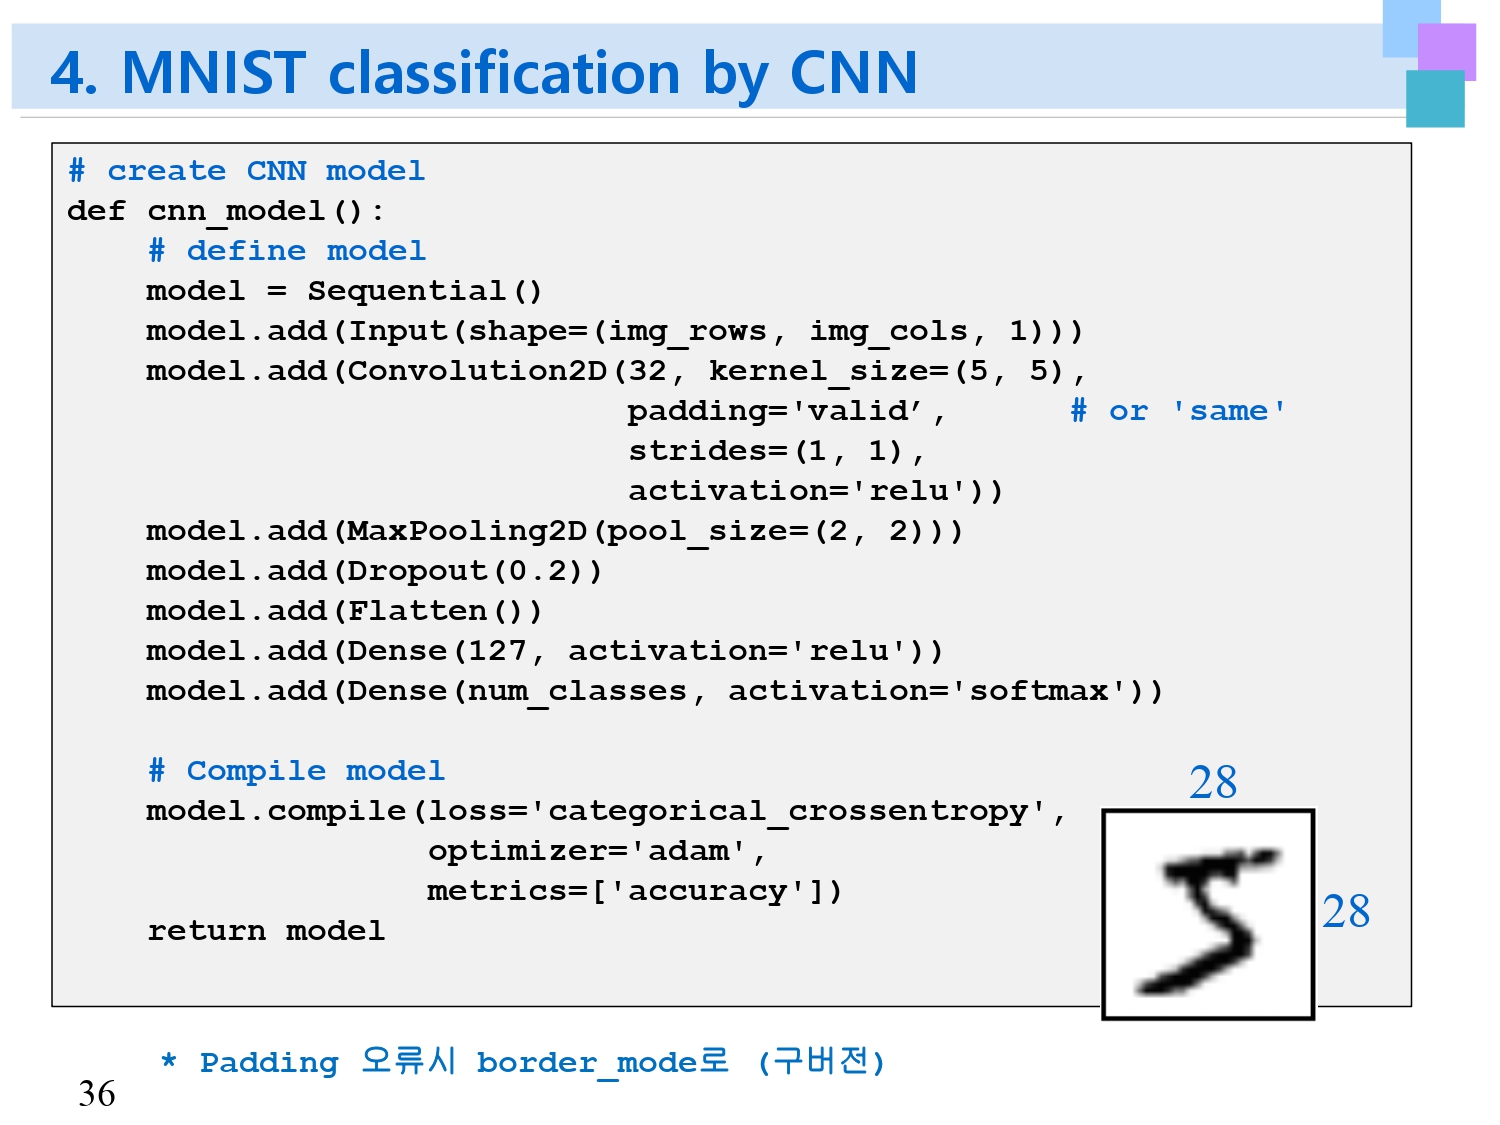 4. MNIST classification by CNN
# create CNN model
def cnn_model():
    # define model
    model = Sequential()
    model.add(Input(shape=(img_rows, img_cols, 1)))
    model.add(Convolution2D(32, kernel_size=(5, 5),
                            padding='valid’,      # or 'same'
                            strides=(1, 1),
                            activation='relu'))
    model.add(MaxPooling2D(pool_size=(2, 2)))
    model.add(Dropout(0.2))
    model.add(Flatten())
    model.add(Dense(127, activation='relu'))
    model.add(Dense(num_classes, activation='softmax'))
    # Compile model
    model.compile(loss='categorical_crossentropy',
                  optimizer='adam',
                  metrics=['accuracy'])
    return model
28
5
28
* Padding 오류시 border_mode로 (구버전)
36